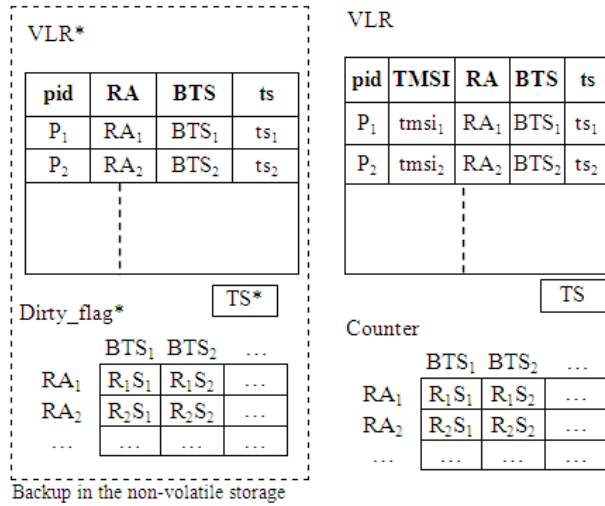 VLR*
pid RA BTS ts
P₁ RA₁ BTS₁ ts₁
P₂ RA₂ BTS₂ ts₂
TS*
Dirty_flag*
BTS₁ BTS₂ ...
RA₁ R₁S₁ R₁S₂ ...
RA₂ R₂S₁ R₂S₂ ...
... ... ... ...
Backup in the non-volatile storage
VLR
pid TMSI RA BTS ts
P₁ tmsi₁ RA₁ BTS₁ ts₁
P₂ tmsi₂ RA₂ BTS₂ ts₂
TS
Counter
BTS₁ BTS₂ ...
RA₁ R₁S₁ R₁S₂ ...
RA₂ R₂S₁ R₂S₂ ...
... ... ... ...